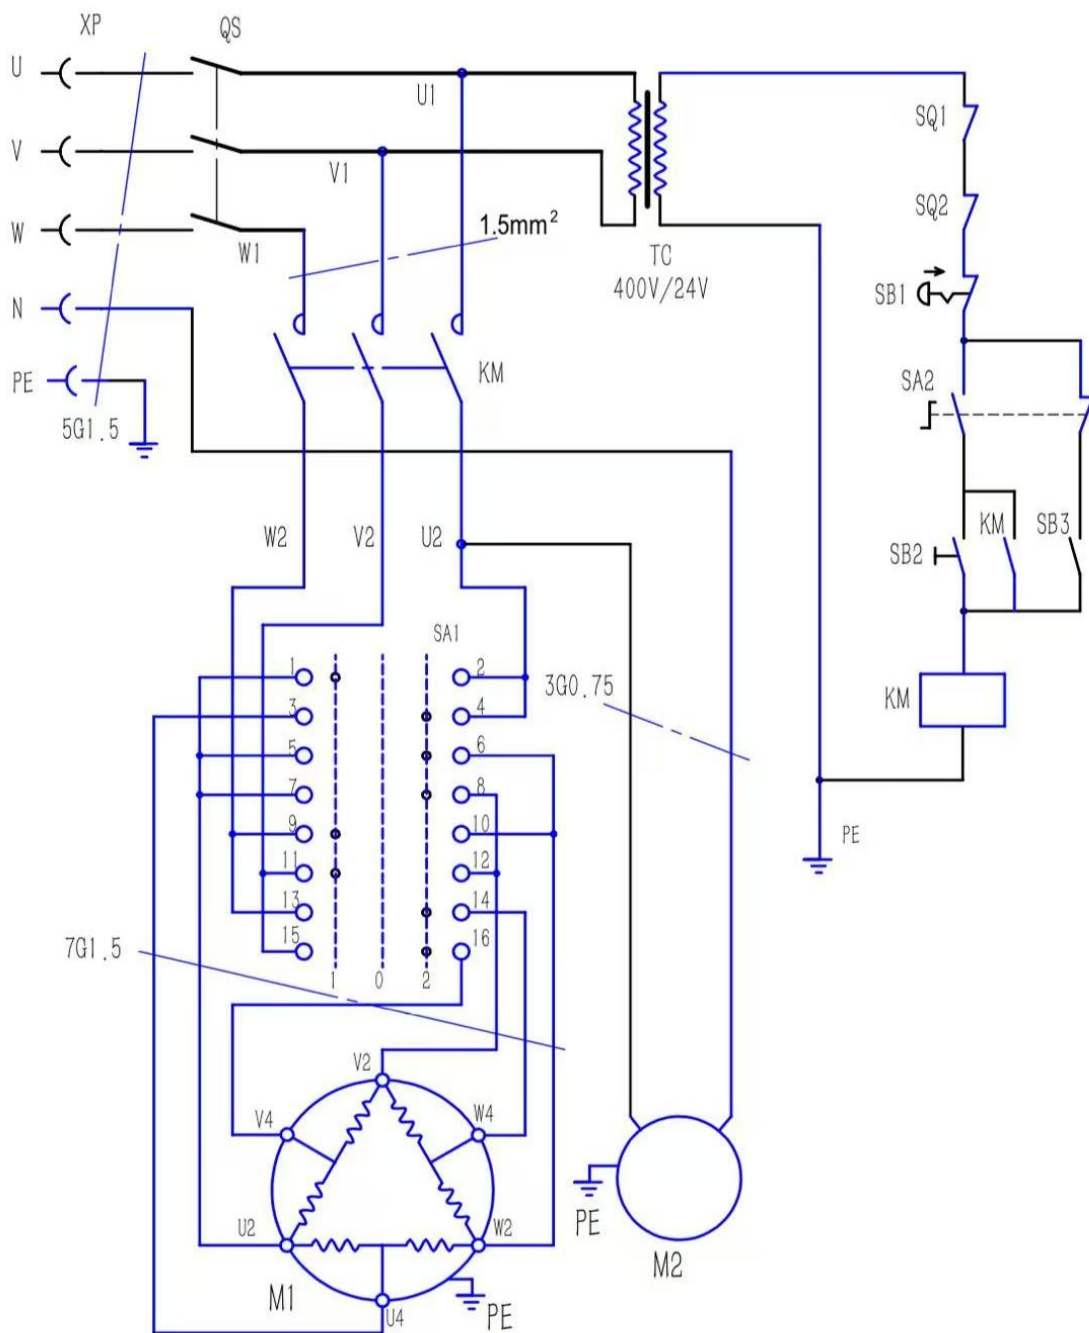 XP
QS
U
U1
SQ1
V
V1
1.5mm²
SQ2
W
W1
TC
400V/24V
N
SB1
PE
KM
SA2
5G1.5
W2
V2
U2
KM
SB3
SB2
SA1
1
2
3G0.75
KM
3
4
5
6
7
8
9
10
PE
11
12
13
14
15
16
7G1.5
1
0
2
V2
V4
W4
U2
W2
PE
M2
M1
U4
PE